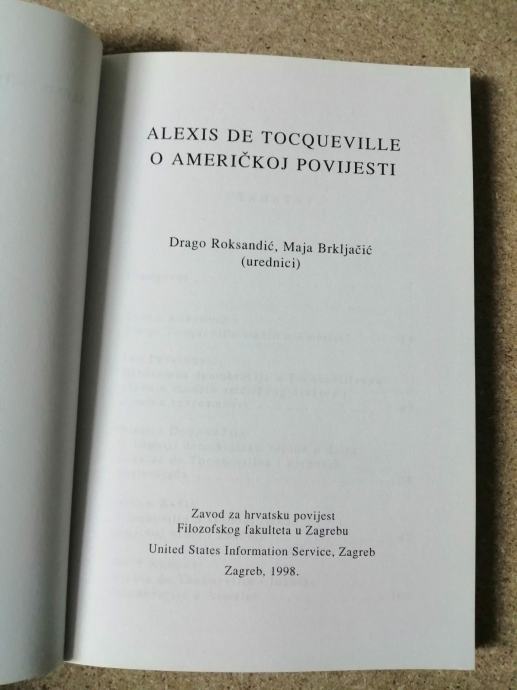 ALEXIS DE TOCQUEVILLE
O AMERIČKOJ POVIJESTI
Drago Roksandić, Maja Brkljačić
(urednici)
Zavod za hrvatsku povijest
Filozofskog fakulteta u Zagrebu
United States Information Service, Zagreb
Zagreb, 1998.